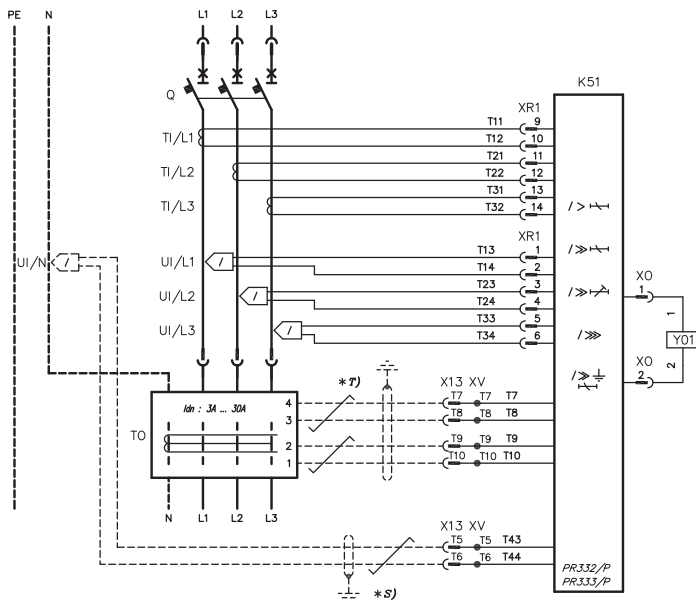 PE N L1 L2 L3
Q
K51
XR1
T11 9
TI/L1 T12 10
T21 11
TI/L2 T22 12
T31 13
TI/L3 T32 14
/ >
XR1
UI/N / UI/L1 / T13 1 / >>
T14 2
UI/L2 / T23 3 / >>
T24 4
UI/L3 / T33 5 / >>>
T34 6
XO
1 1
Y01
XO
2 2
/ >>
Idn : 3A ... 30A
TO
4
3
2
1
*T)
X13 XV
T7 T7 T7
T8 T8 T8
T9 T9 T9
T10 T10 T10
N L1 L2 L3
X13 XV
T5 T5 T43
T6 T6 T44
*S)
PR332/P
PR333/P